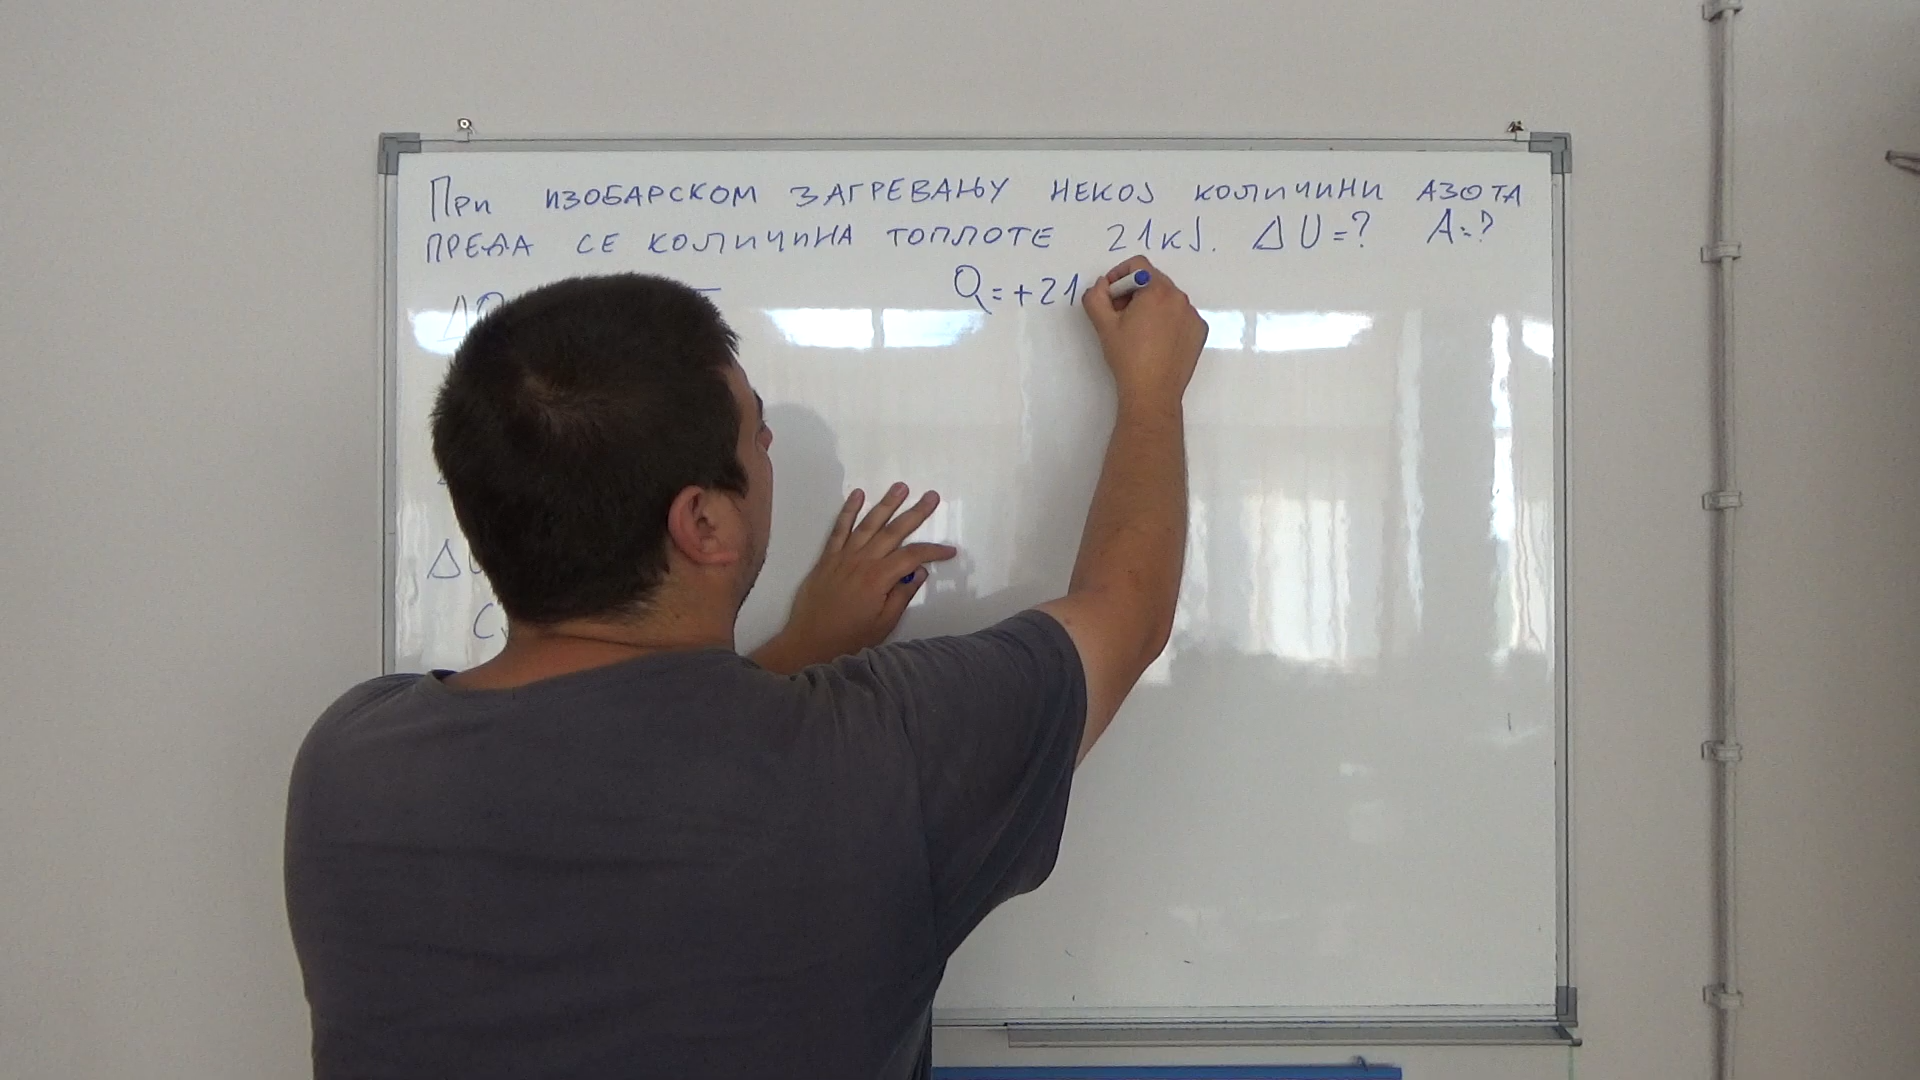 При ИЗОБАРСКОМ ЗАГРЕВАЊУ НЕКОЈ КОЛИЧИНИ АЗОТА
ПРЕДА СЕ КОЛИЧИНА ТОПЛОТЕ 21kJ. ΔU=? A=?
Q=+21